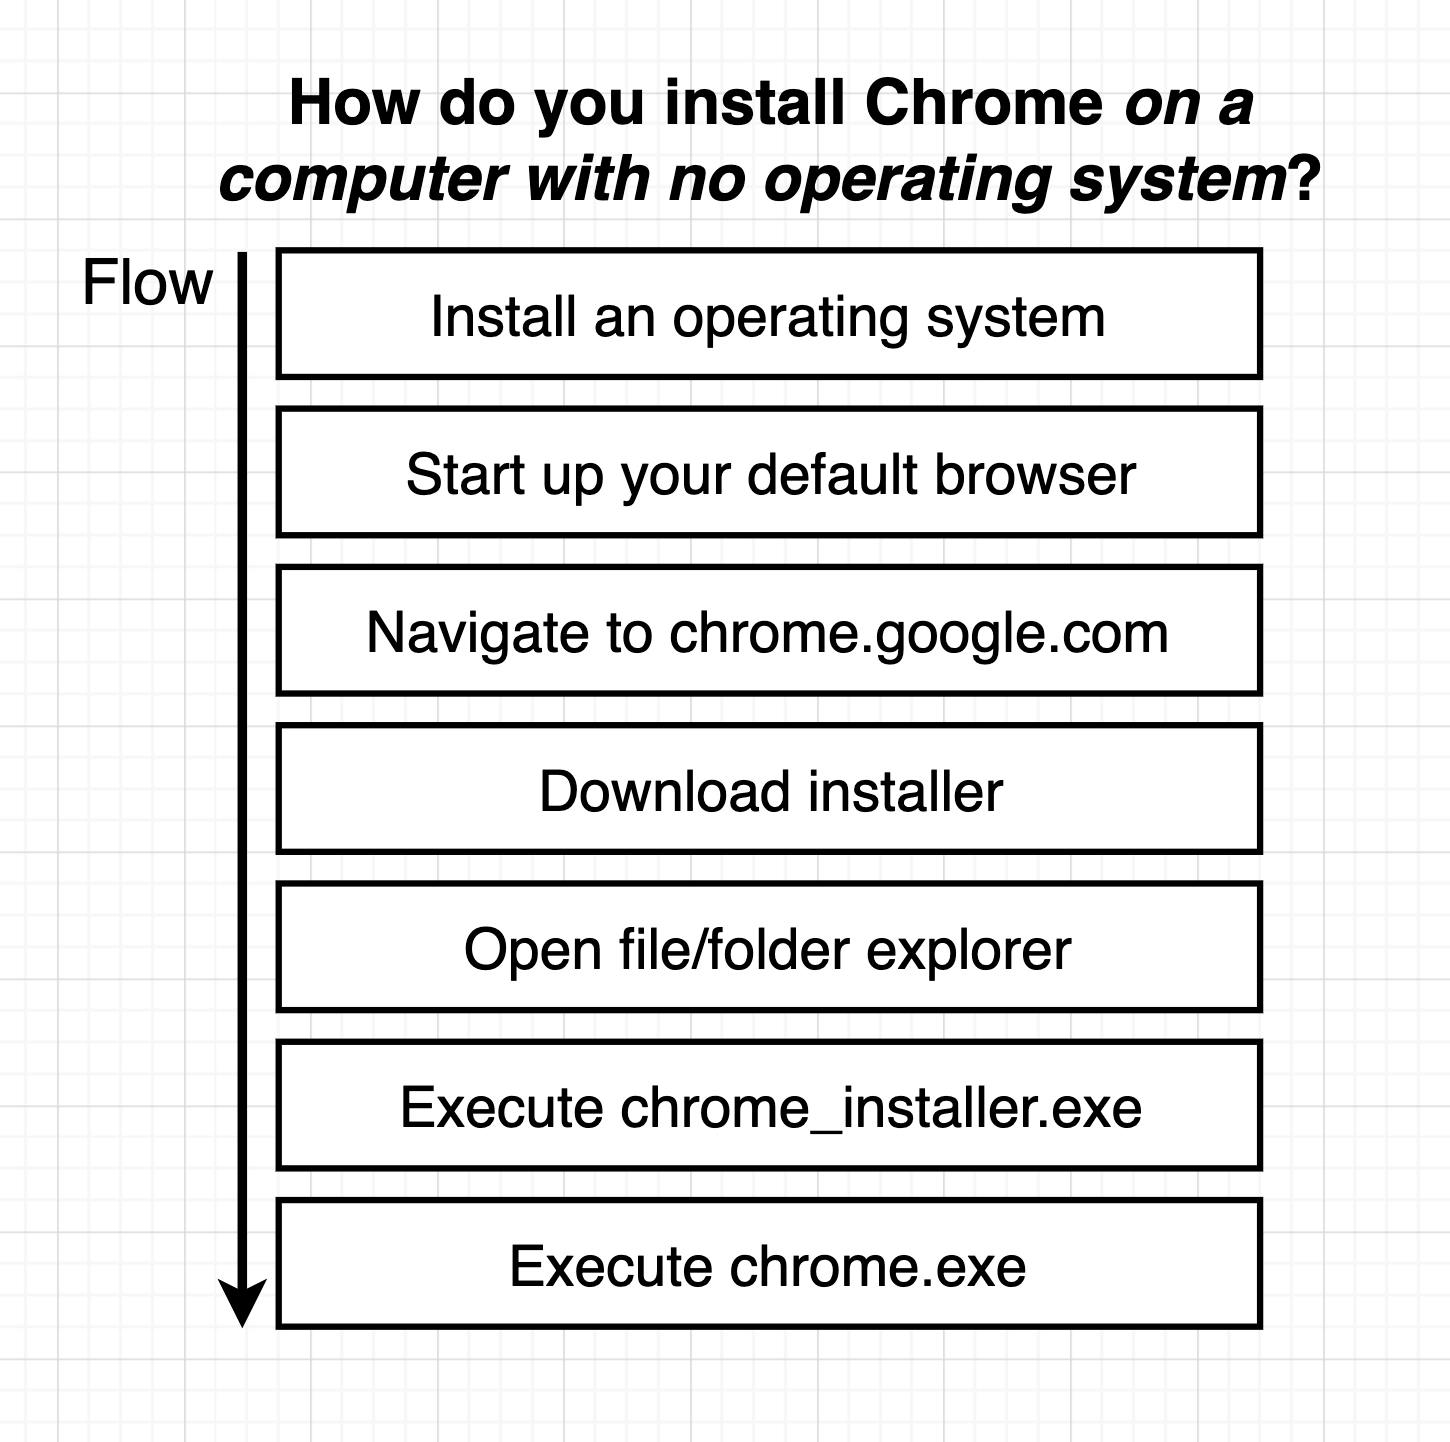 How do you install Chrome on a
computer with no operating system?
Flow
Install an operating system
Start up your default browser
Navigate to chrome.google.com
Download installer
Open file/folder explorer
Execute chrome_installer.exe
Execute chrome.exe